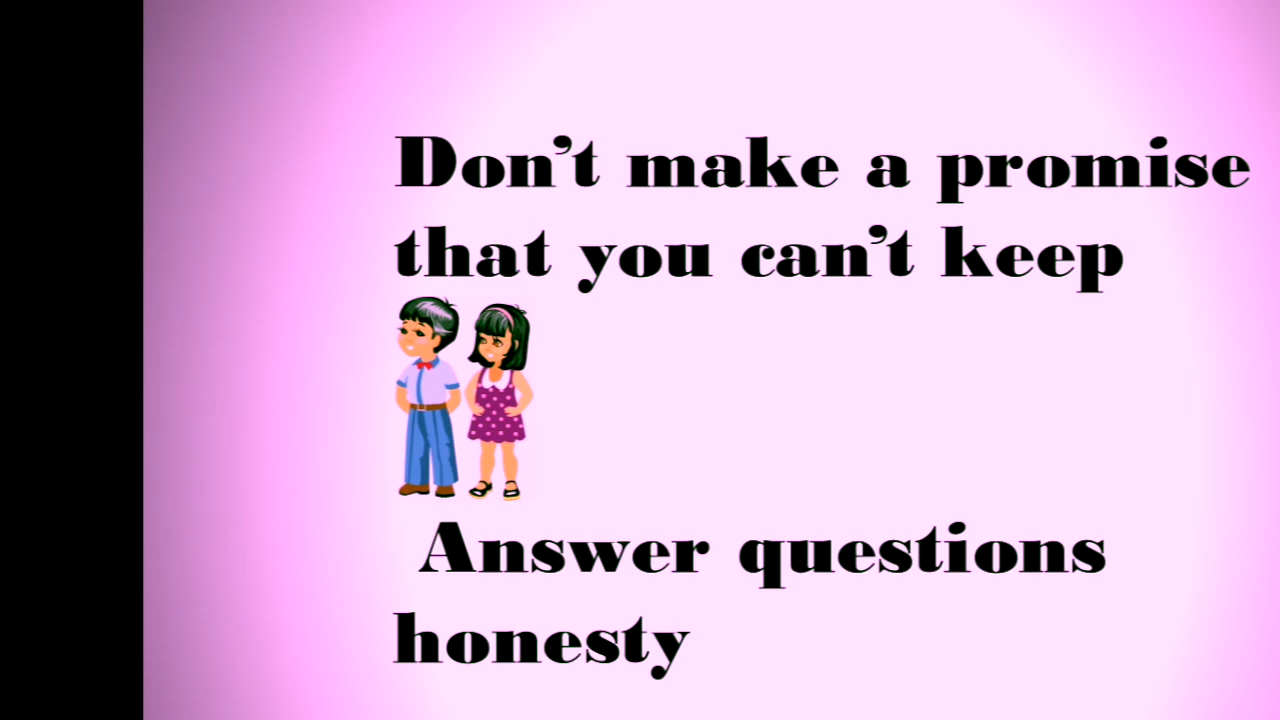 Don’t make a promise
that you can’t keep
Answer questions
honesty